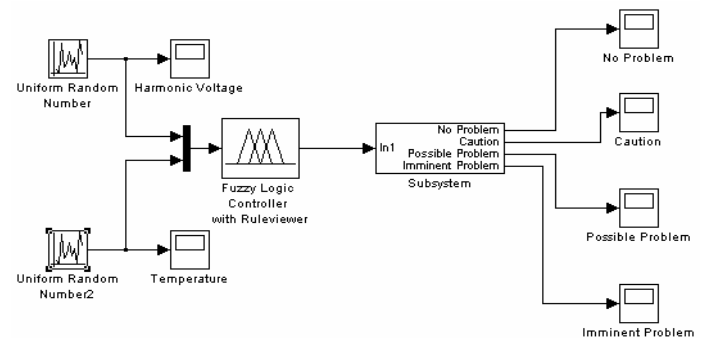 Uniform Random
Number
Harmonic Voltage
Fuzzy Logic
Controller
with Ruleviewer
Uniform Random
Number2
Temperature
In1
No Problem
Caution
Possible Problem
Imminent Problem
Subsystem
No Problem
Caution
Possible Problem
Imminent Problem